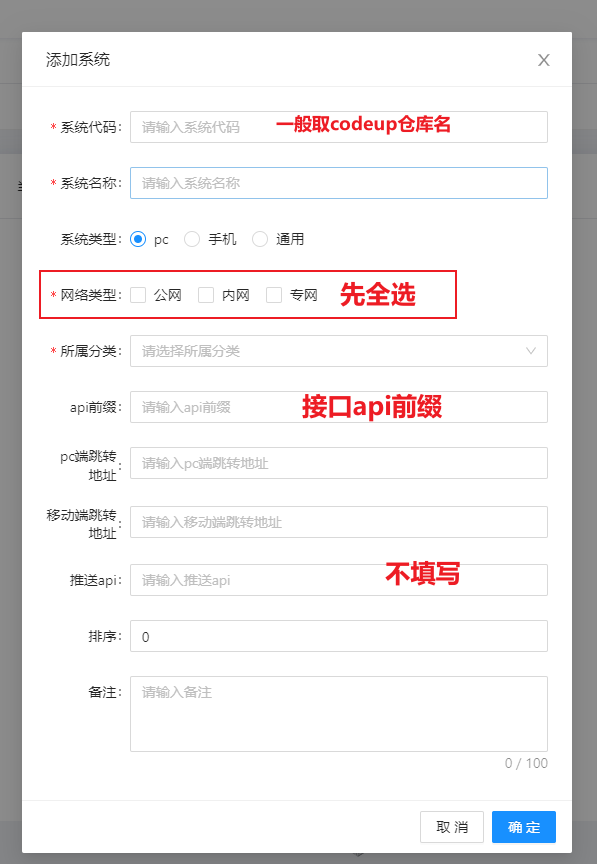 添加系统
* 系统代码: 请输入系统代码 一般取codeup仓库名
* 系统名称: 请输入系统名称
系统类型: pc 手机 通用
* 网络类型: 公网 内网 专网 先全选
* 所属分类: 请选择所属分类
api前缀: 请输入api前缀 接口api前缀
pc端跳转
地址: 请输入pc端跳转地址
移动端跳转
地址: 请输入移动端跳转地址
推送api: 请输入推送api 不填写
排序: 0
备注: 请输入备注
0 / 100
取 消 确 定